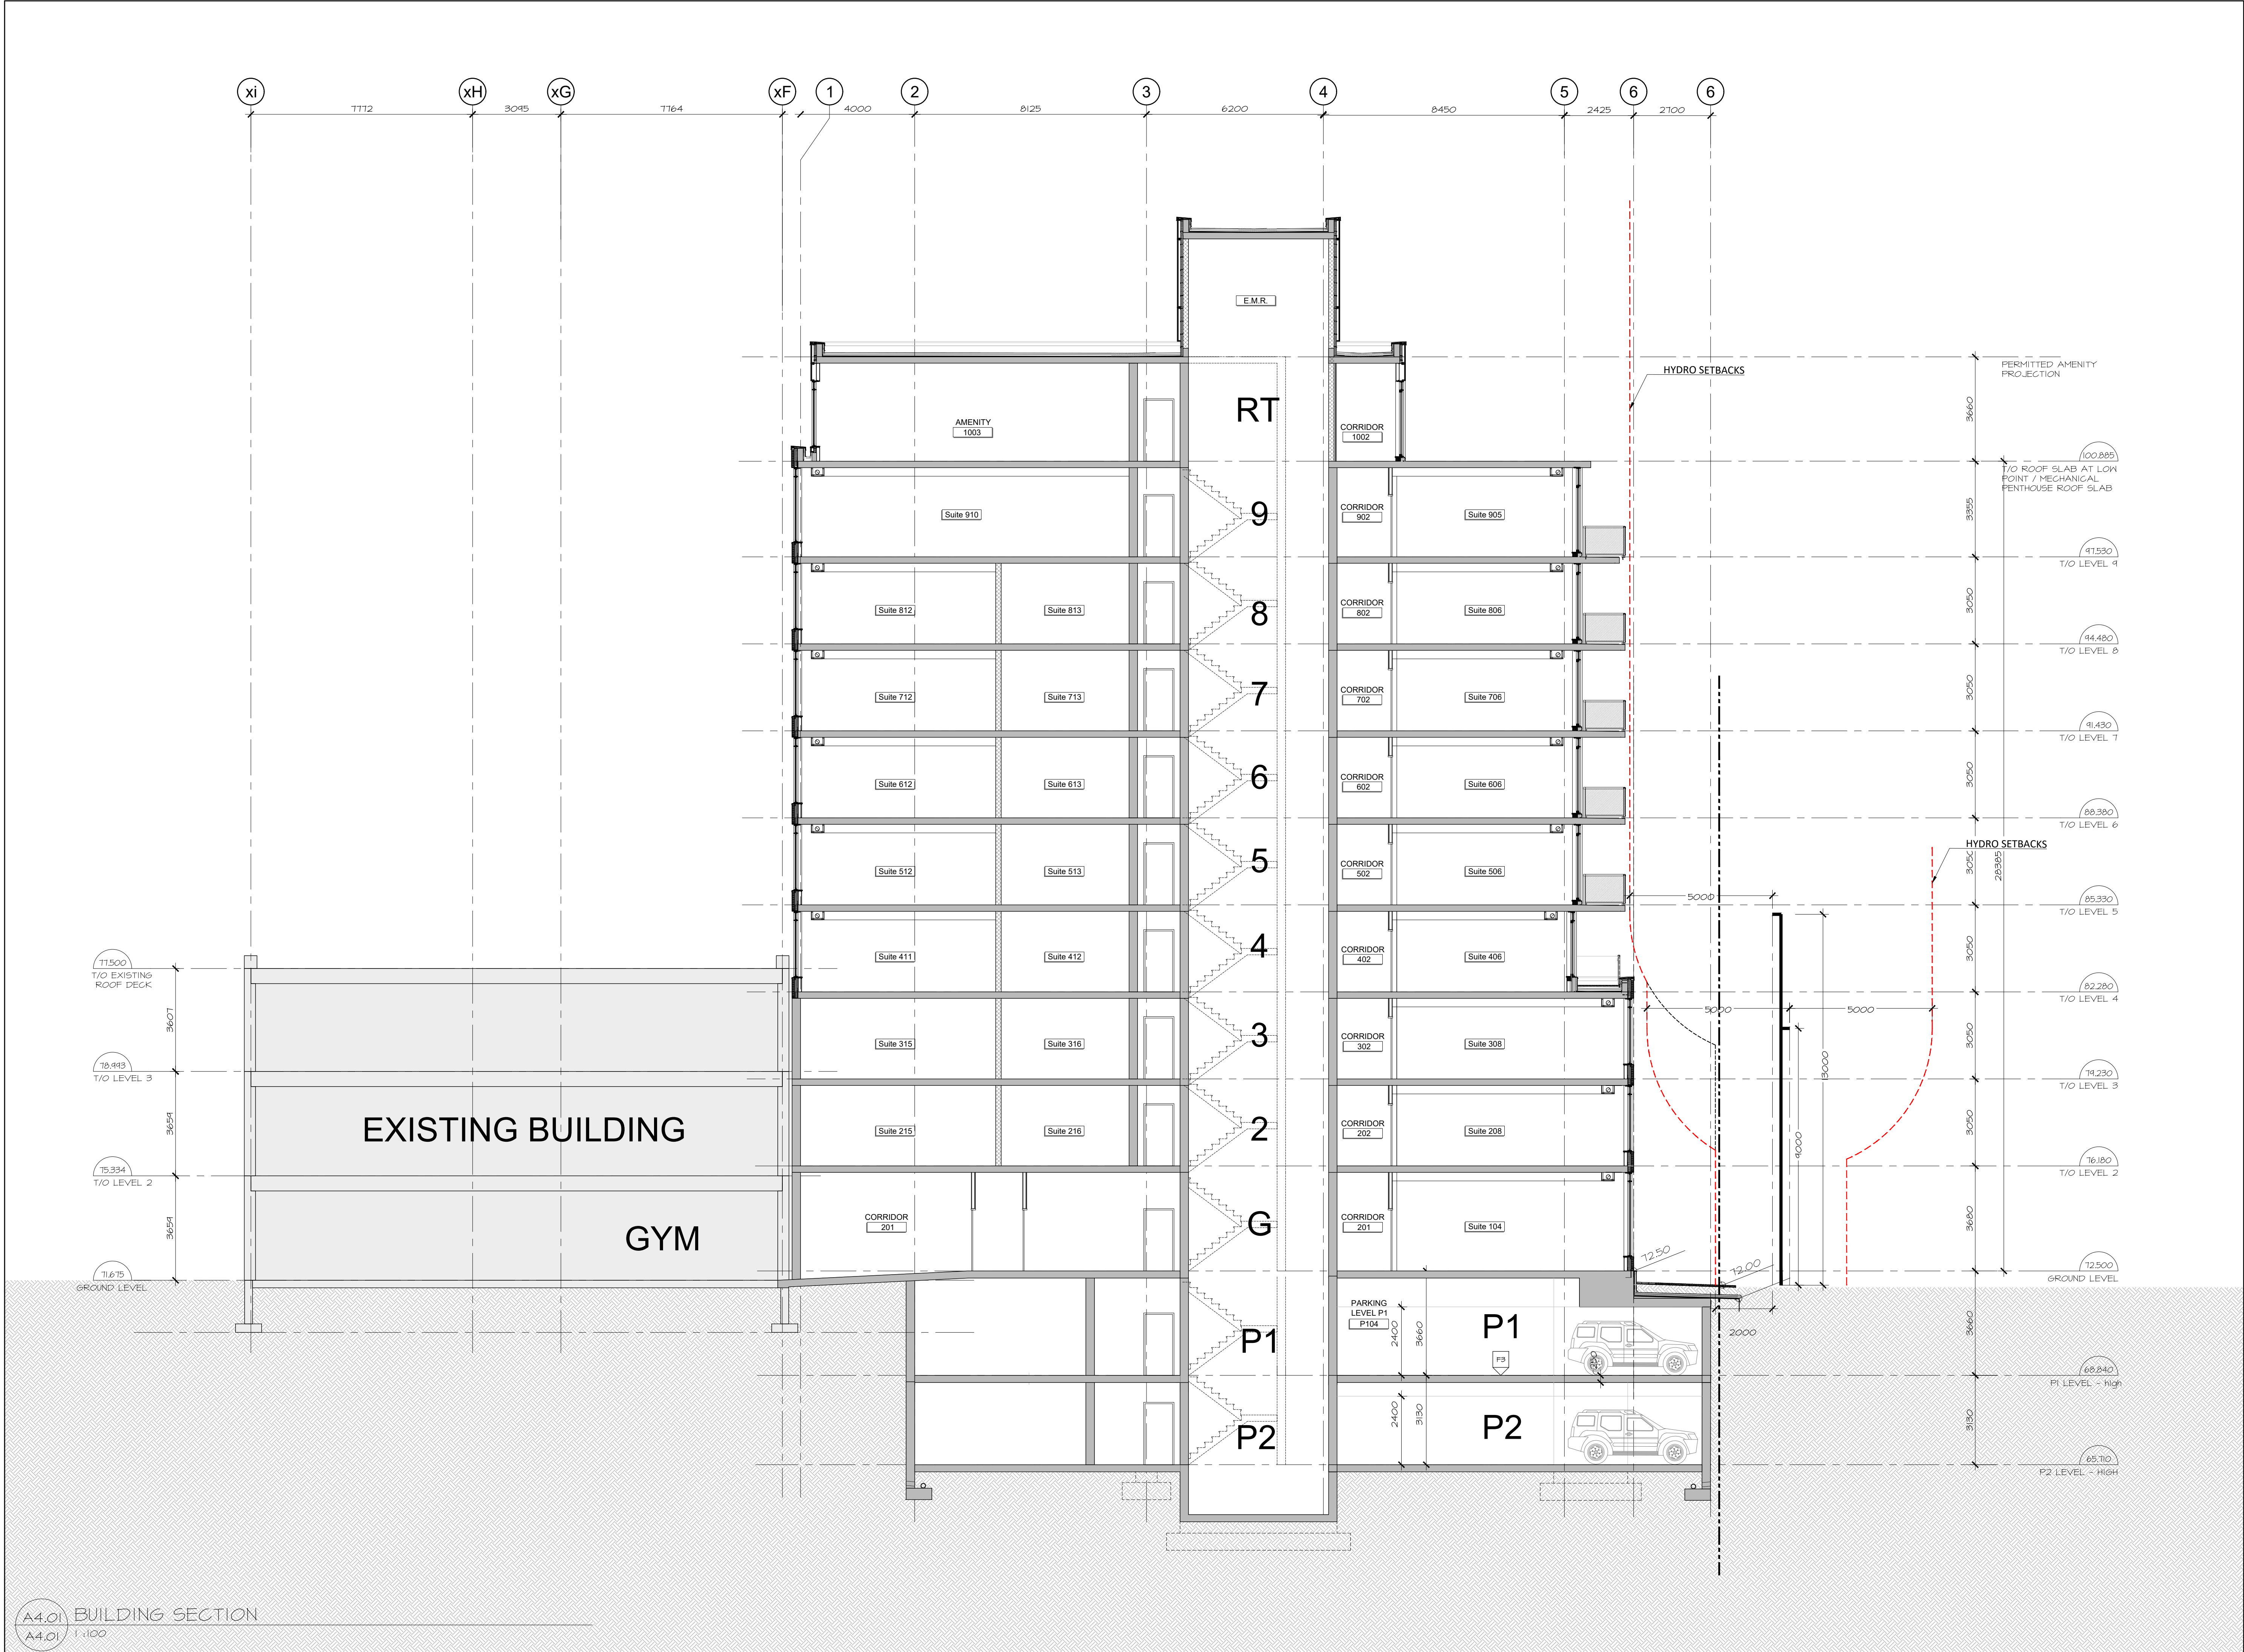 xi xH xG xF 1 2 3 4 5 6 6
7772 3095 7764 4000 8125 6200 8450 2425 2700
E.M.R.
HYDRO SETBACKS
PERMITTED AMENITY
PROJECTION
3660
RT
AMENITY
1003
CORRIDOR
1002
100.885
T/O ROOF SLAB AT LOW
POINT / MECHANICAL
PENTHOUSE ROOF SLAB
3355
Suite 910
9
CORRIDOR
902
Suite 905
97.530
T/O LEVEL 9
3050
Suite 812
Suite 813
8
CORRIDOR
802
Suite 806
94.480
T/O LEVEL 8
3050
Suite 712
Suite 713
7
CORRIDOR
702
Suite 706
91.430
T/O LEVEL 7
3050
Suite 612
Suite 613
6
CORRIDOR
602
Suite 606
88.380
T/O LEVEL 6
HYDRO SETBACKS
3050
28385
Suite 512
Suite 513
5
CORRIDOR
502
Suite 506
5000
85.330
T/O LEVEL 5
3050
Suite 411
Suite 412
4
CORRIDOR
402
Suite 406
77.500
T/O EXISTING
ROOF DECK
82.280
T/O LEVEL 4
5000
5000
3607
3050
Suite 315
Suite 316
3
CORRIDOR
302
Suite 308
13000
78.993
T/O LEVEL 3
79.230
T/O LEVEL 3
3659
EXISTING BUILDING
Suite 215
Suite 216
2
CORRIDOR
202
Suite 208
9000
3050
75.334
T/O LEVEL 2
76.180
T/O LEVEL 2
3659
GYM
CORRIDOR
201
G
CORRIDOR
201
Suite 104
3680
72.50
72.00
71.675
GROUND LEVEL
72.500
GROUND LEVEL
PARKING
LEVEL P1
P104
P1
2400
3660
P1
F3
2000
3660
68.840
P1 LEVEL - high
P2
2400
3130
P2
3130
65.710
P2 LEVEL - HIGH
A4.01
A4.01
BUILDING SECTION
1 :100